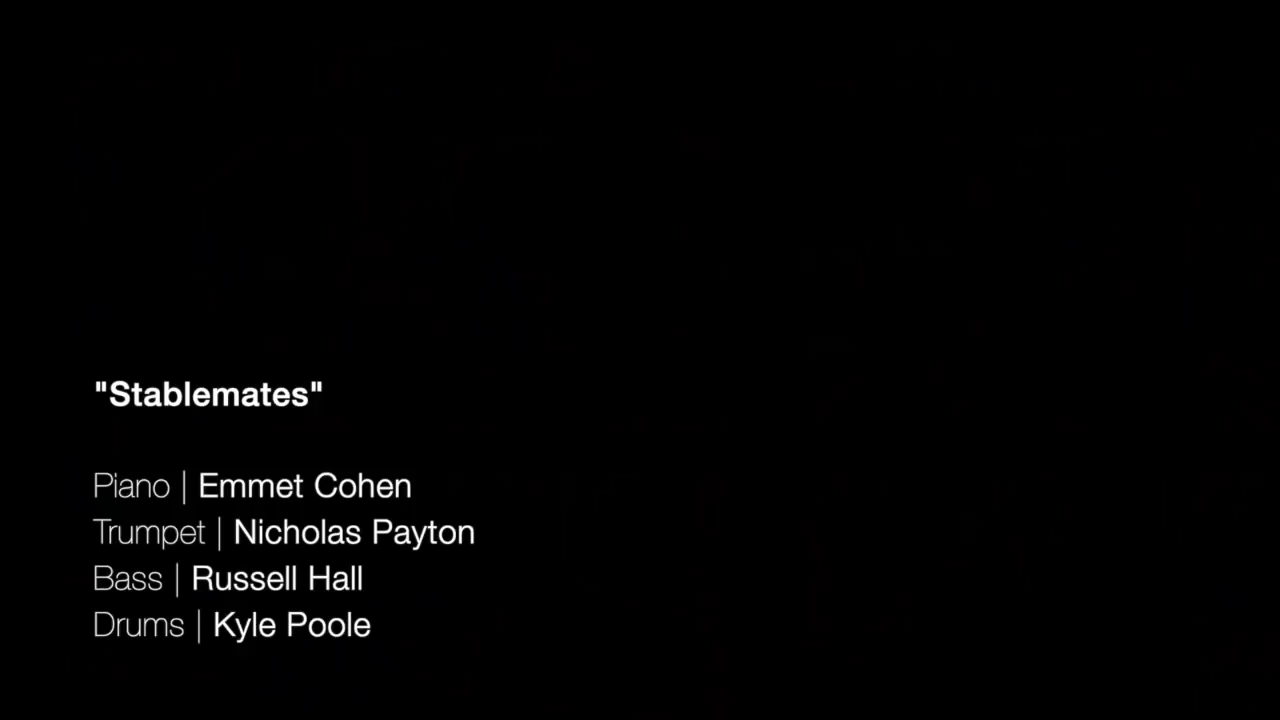 "Stablemates"
Piano | Emmet Cohen
Trumpet | Nicholas Payton
Bass | Russell Hall
Drums | Kyle Poole